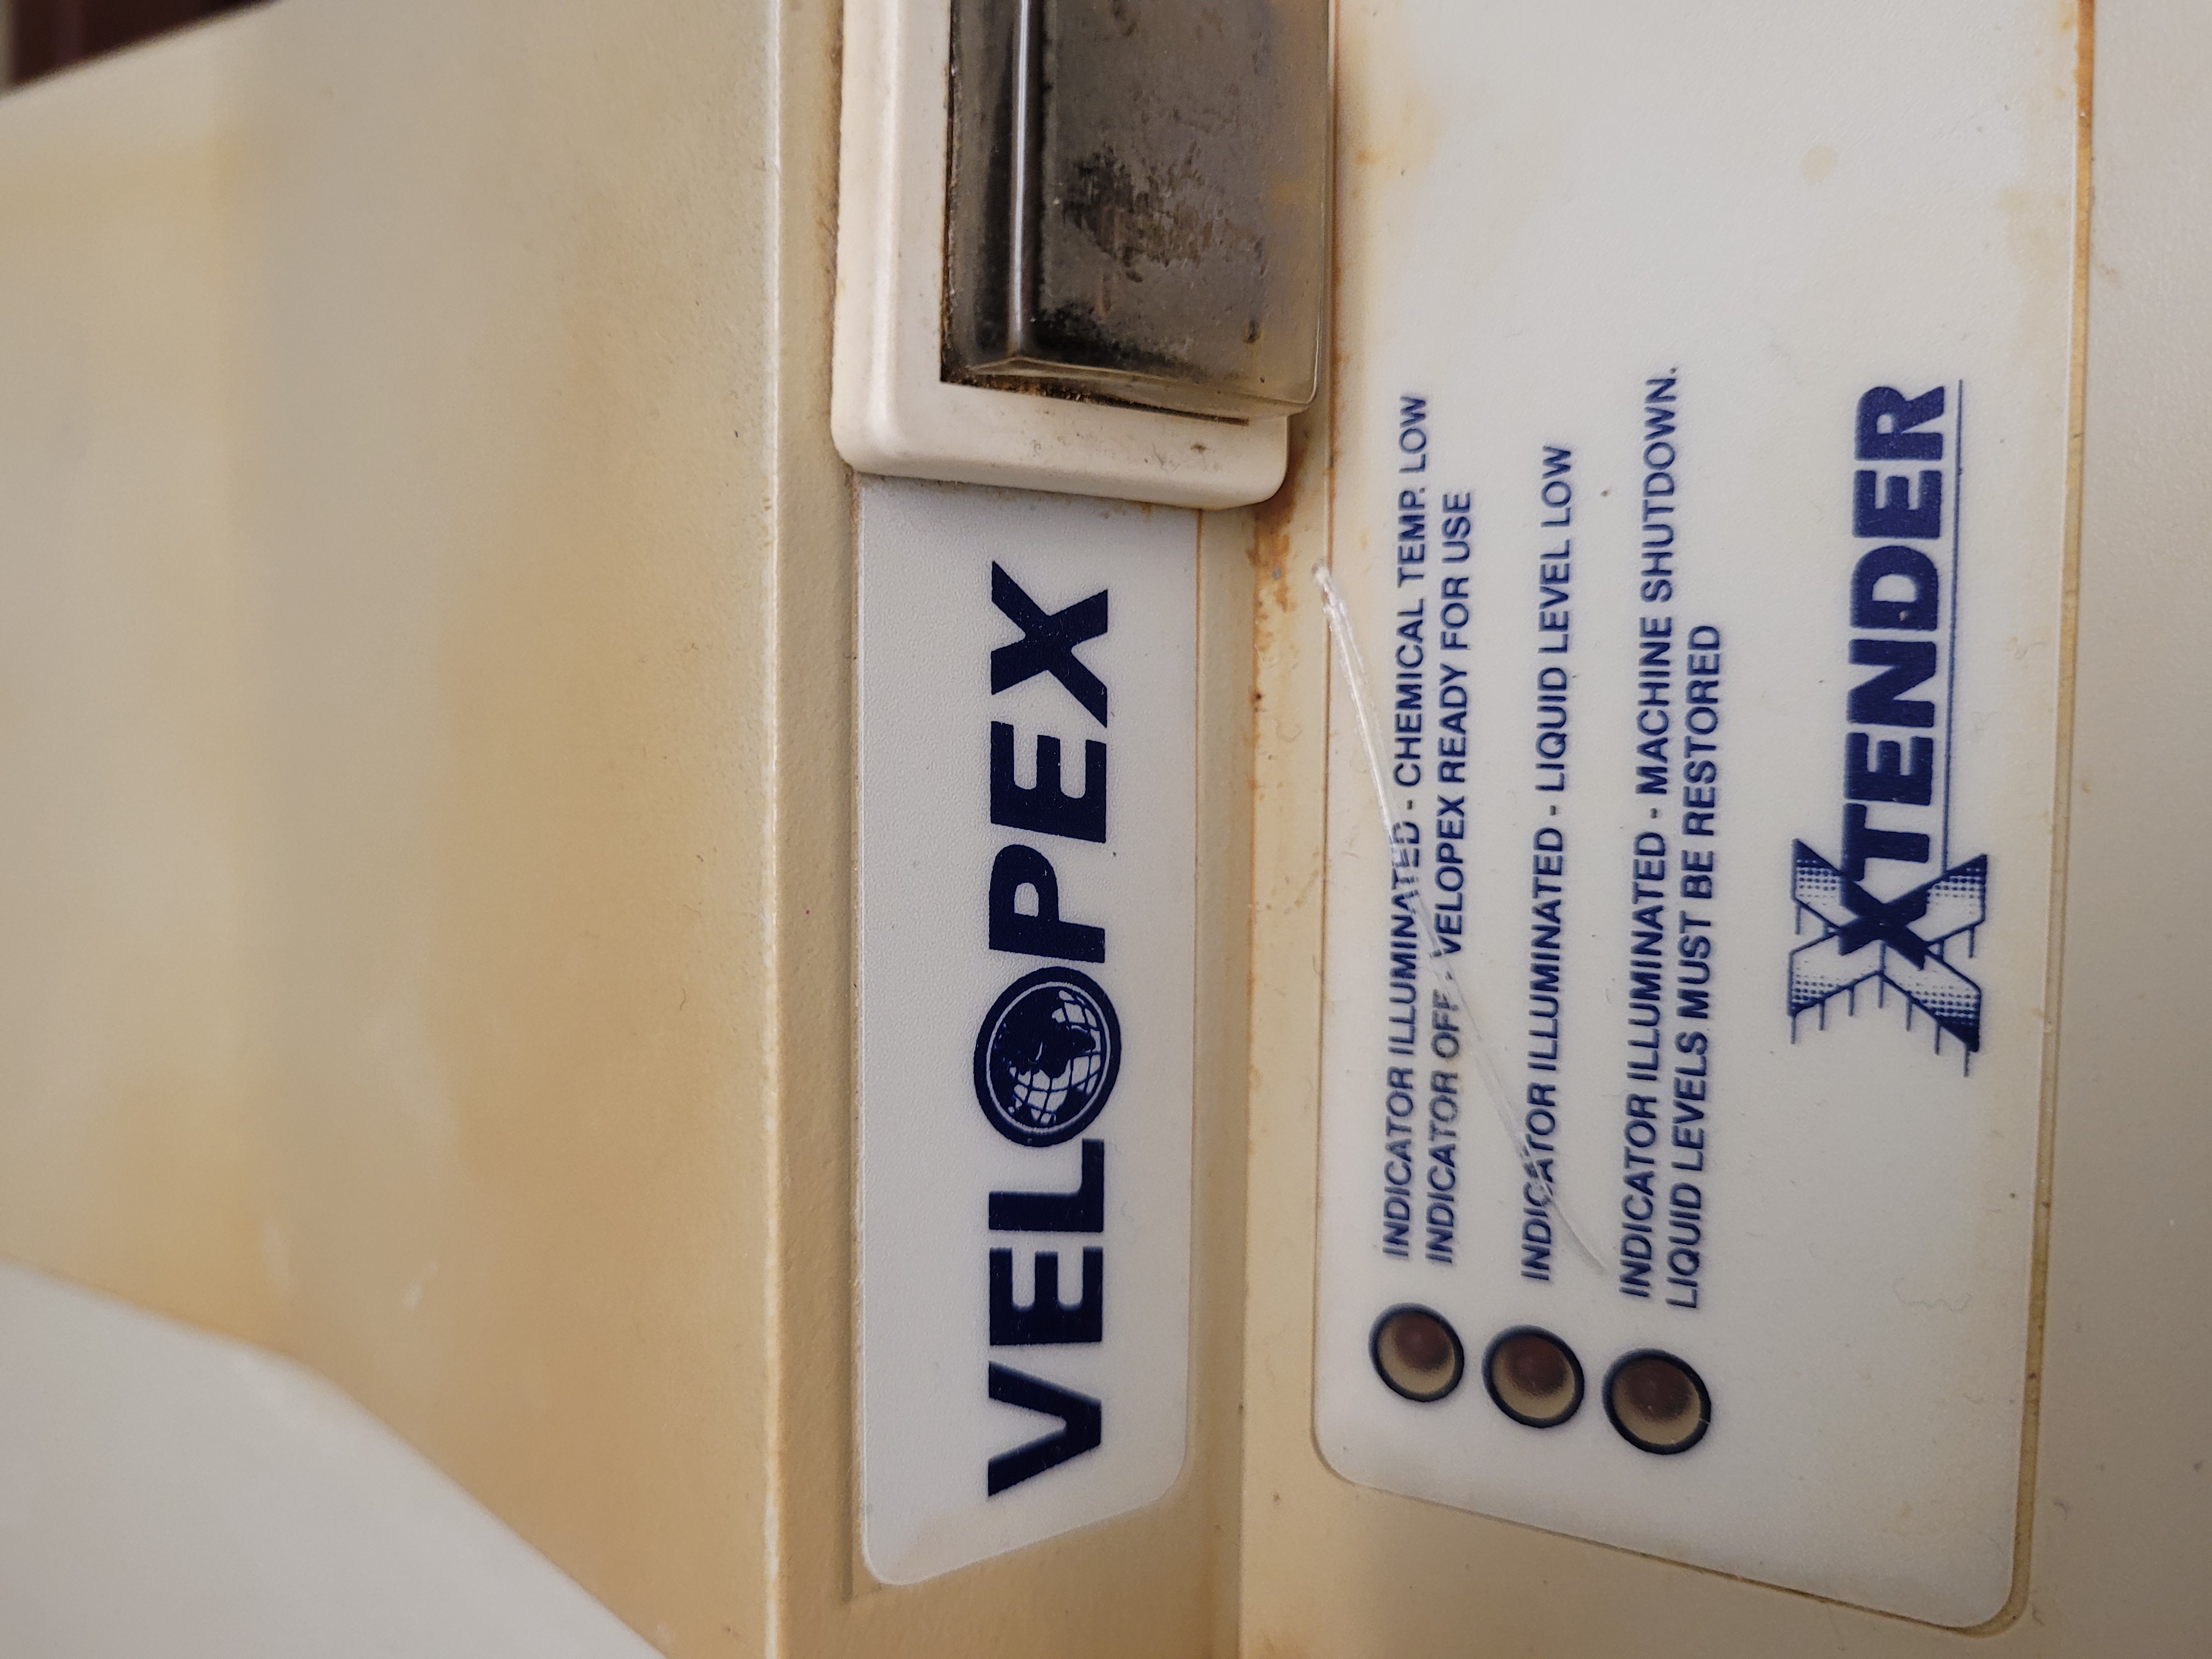 VELOPEX
INDICATOR ILLUMINATED - CHEMICAL TEMP. LOW
INDICATOR OFF - VELOPEX READY FOR USE
INDICATOR ILLUMINATED - LIQUID LEVEL LOW
INDICATOR ILLUMINATED - MACHINE SHUTDOWN.
LIQUID LEVELS MUST BE RESTORED
XTENDER